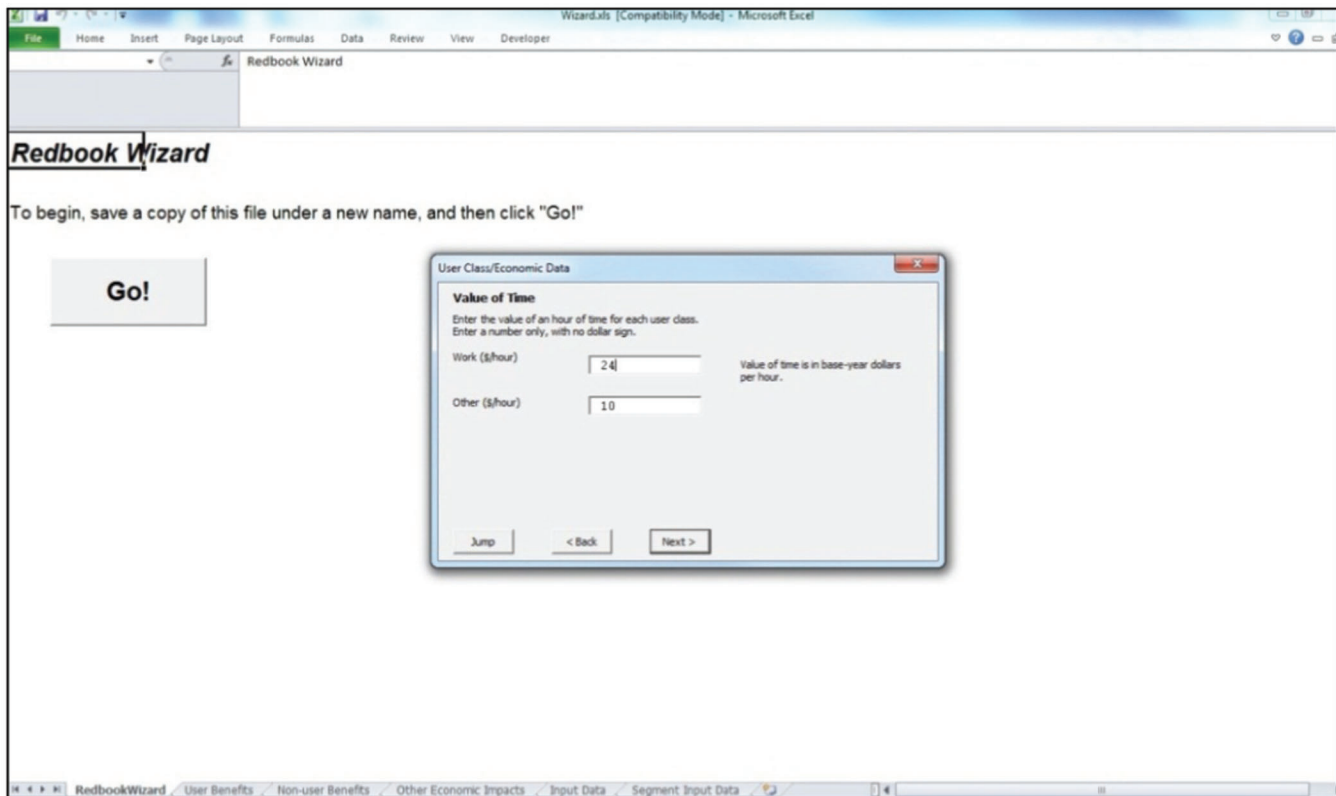 Wizard.xls [Compatibility Mode] - Microsoft Excel
File Home Insert Page Layout Formulas Data Review View Developer
fx Redbook Wizard
Redbook Wizard
To begin, save a copy of this file under a new name, and then click "Go!"
Go!
User Class/Economic Data
Value of Time
Enter the value of an hour of time for each user class.
Enter a number only, with no dollar sign.
Work ($/hour) 24 Value of time is in base-year dollars
per hour.
Other ($/hour) 10
Jump < Back Next >
RedbookWizard User Benefits Non-user Benefits Other Economic Impacts Input Data Segment Input Data